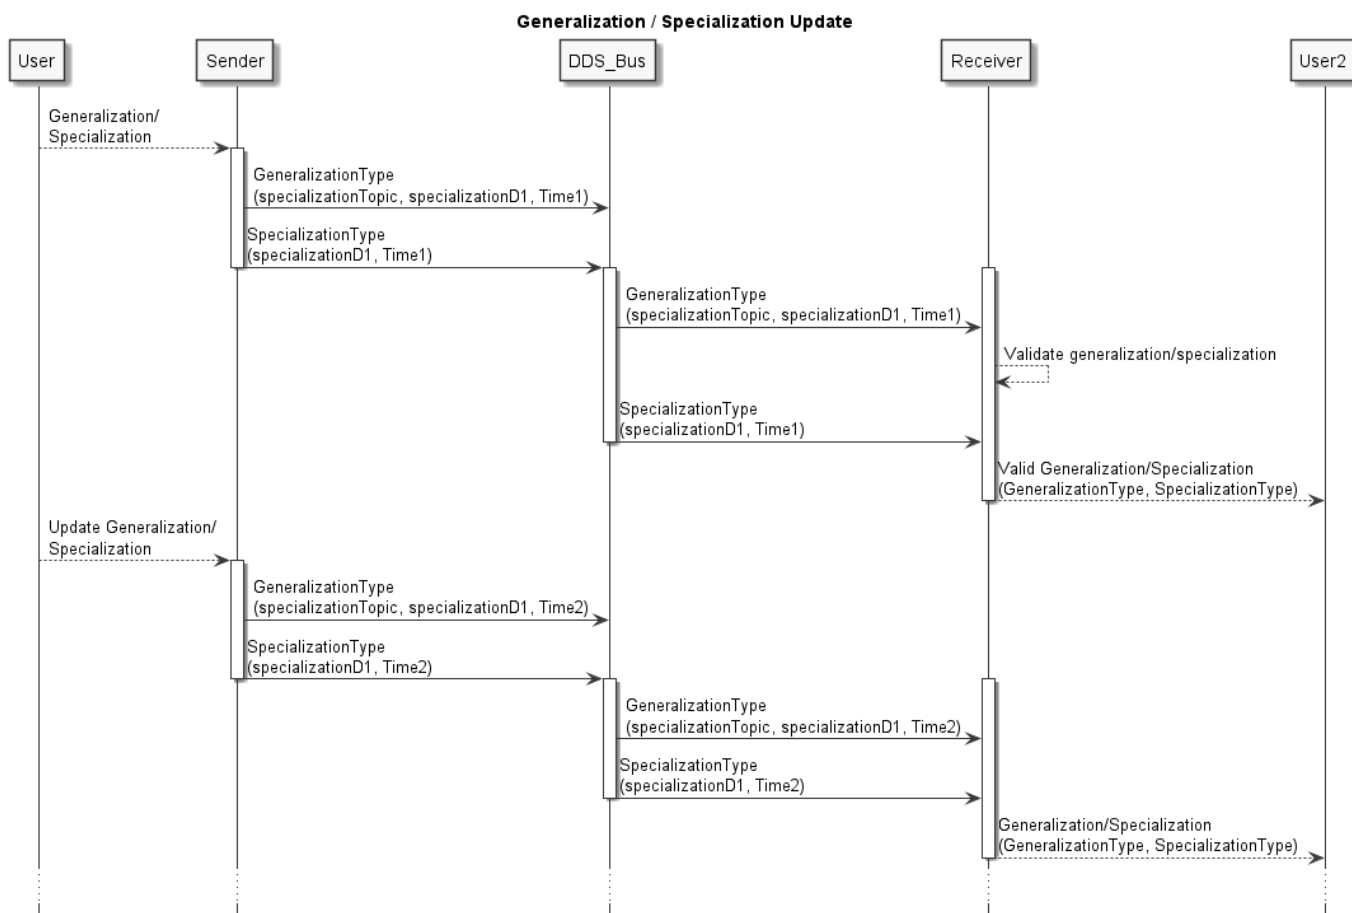 Generalization / Specialization Update
User
Sender
DDS_Bus
Receiver
User2
Generalization/
Specialization
GeneralizationType
(specializationTopic, specializationD1, Time1)
SpecializationType
(specializationD1, Time1)
GeneralizationType
(specializationTopic, specializationD1, Time1)
Validate generalization/specialization
SpecializationType
(specializationD1, Time1)
Valid Generalization/Specialization
(GeneralizationType, SpecializationType)
Update Generalization/
Specialization
GeneralizationType
(specializationTopic, specializationD1, Time2)
SpecializationType
(specializationD1, Time2)
GeneralizationType
(specializationTopic, specializationD1, Time2)
SpecializationType
(specializationD1, Time2)
Generalization/Specialization
(GeneralizationType, SpecializationType)